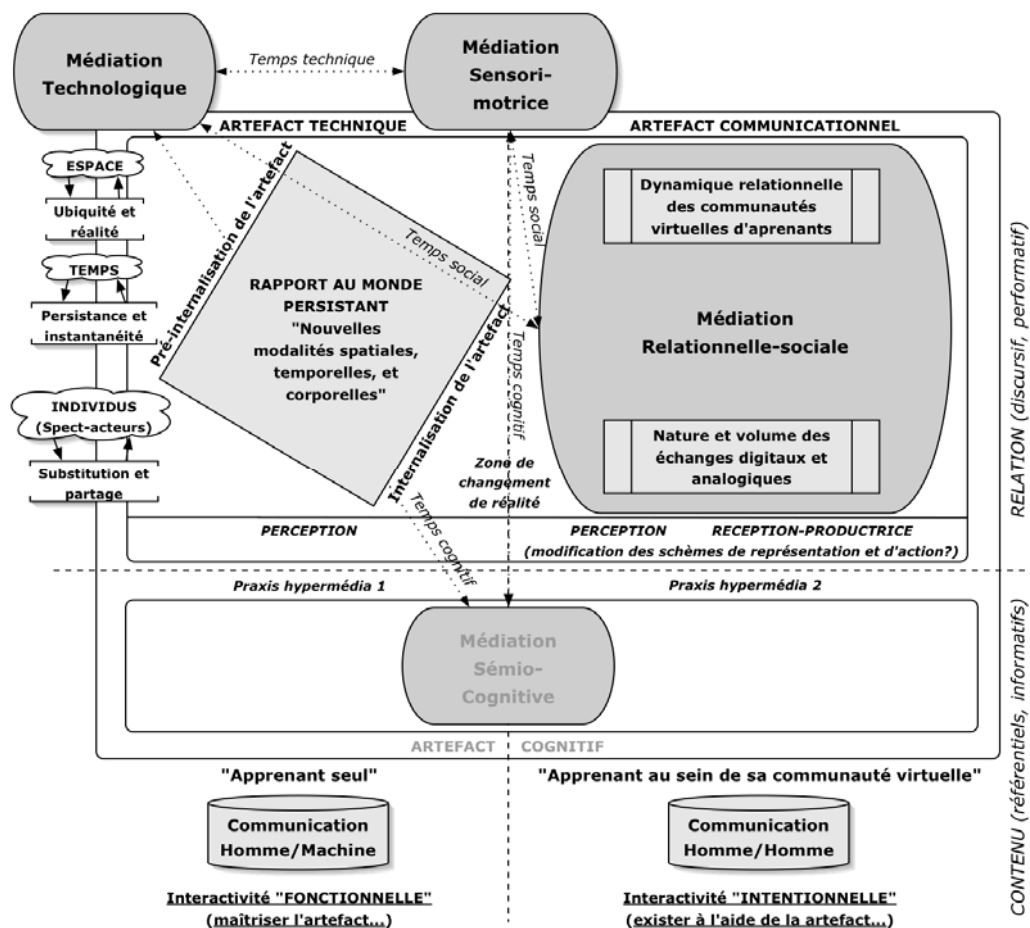 Médiation
Technologique
Temps technique
Médiation
Sensori-
motrice
ARTEFACT TECHNIQUE
ARTEFACT COMMUNICATIONNEL
ESPACE
Ubiquité et
réalité
TEMPS
Persistance et
instantanéité
INDIVIDUS
(Spect-acteurs)
Substitution et
partage
Pré-internalisation de l'artefact
RAPPORT AU MONDE
PERSISTANT
"Nouvelles
modalités spatiales,
temporelles, et
corporelles"
Internalisation de l'artefact
Temps social
Temps social
Temps cognitif
Temps cognitif
Zone de
changement
de réalité
Dynamique relationnelle
des communautés
virtuelles d'aprenants
Médiation
Relationnelle-sociale
Nature et volume des
échanges digitaux et
analogiques
PERCEPTION
PERCEPTION
RECEPTION-PRODUCTRICE
(modification des schèmes de représentation et d'action?)
RELATION (discursif, performatif)
Praxis hypermédia 1
Praxis hypermédia 2
Médiation
Sémio-
Cognitive
ARTEFACT COGNITIF
"Apprenant seul"
"Apprenant au sein de sa communauté virtuelle"
Communication
Homme/Machine
Communication
Homme/Homme
Interactivité "FONCTIONNELLE"
(maîtriser l'artefact...)
Interactivité "INTENTIONNELLE"
(exister à l'aide de la artefact...)
CONTENU (référentiels, informatifs)